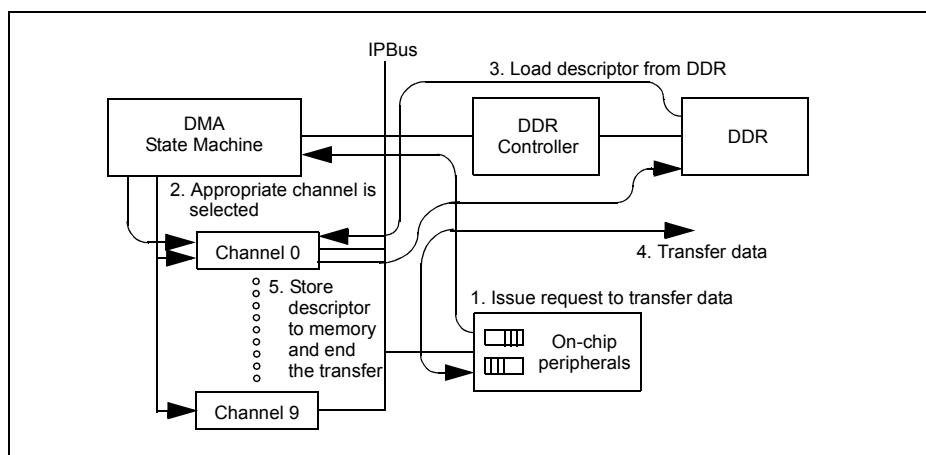 IPBus
3. Load descriptor from DDR
DMA
State Machine
DDR
Controller
DDR
2. Appropriate channel is
selected
Channel 0
4. Transfer data
5. Store
descriptor
to memory
and end
the transfer
1. Issue request to transfer data
On-chip
peripherals
Channel 9